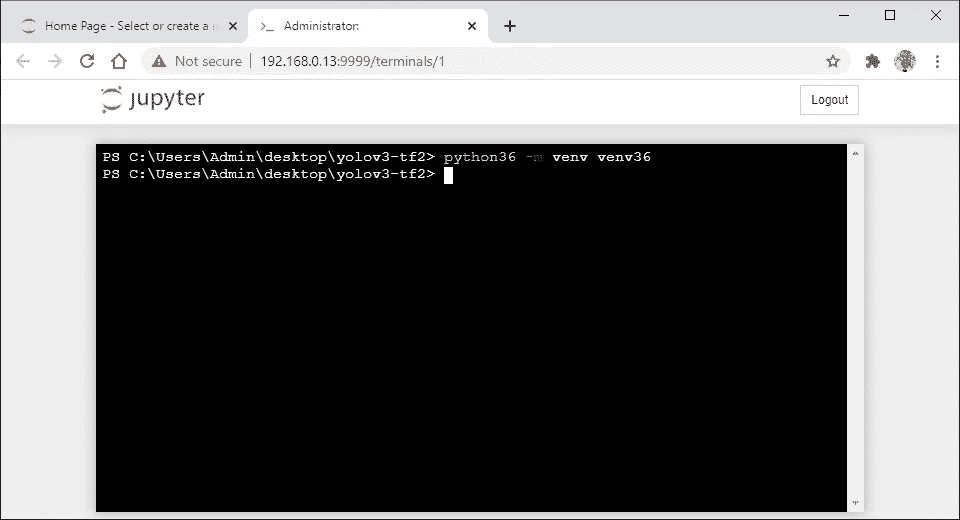 Home Page - Select or create a n
Administrator:
Not secure | 192.168.0.13:9999/terminals/1
jupyter
Logout
PS C:\Users\Admin\desktop\yolov3-tf2> python36 -m venv venv36
PS C:\Users\Admin\desktop\yolov3-tf2>